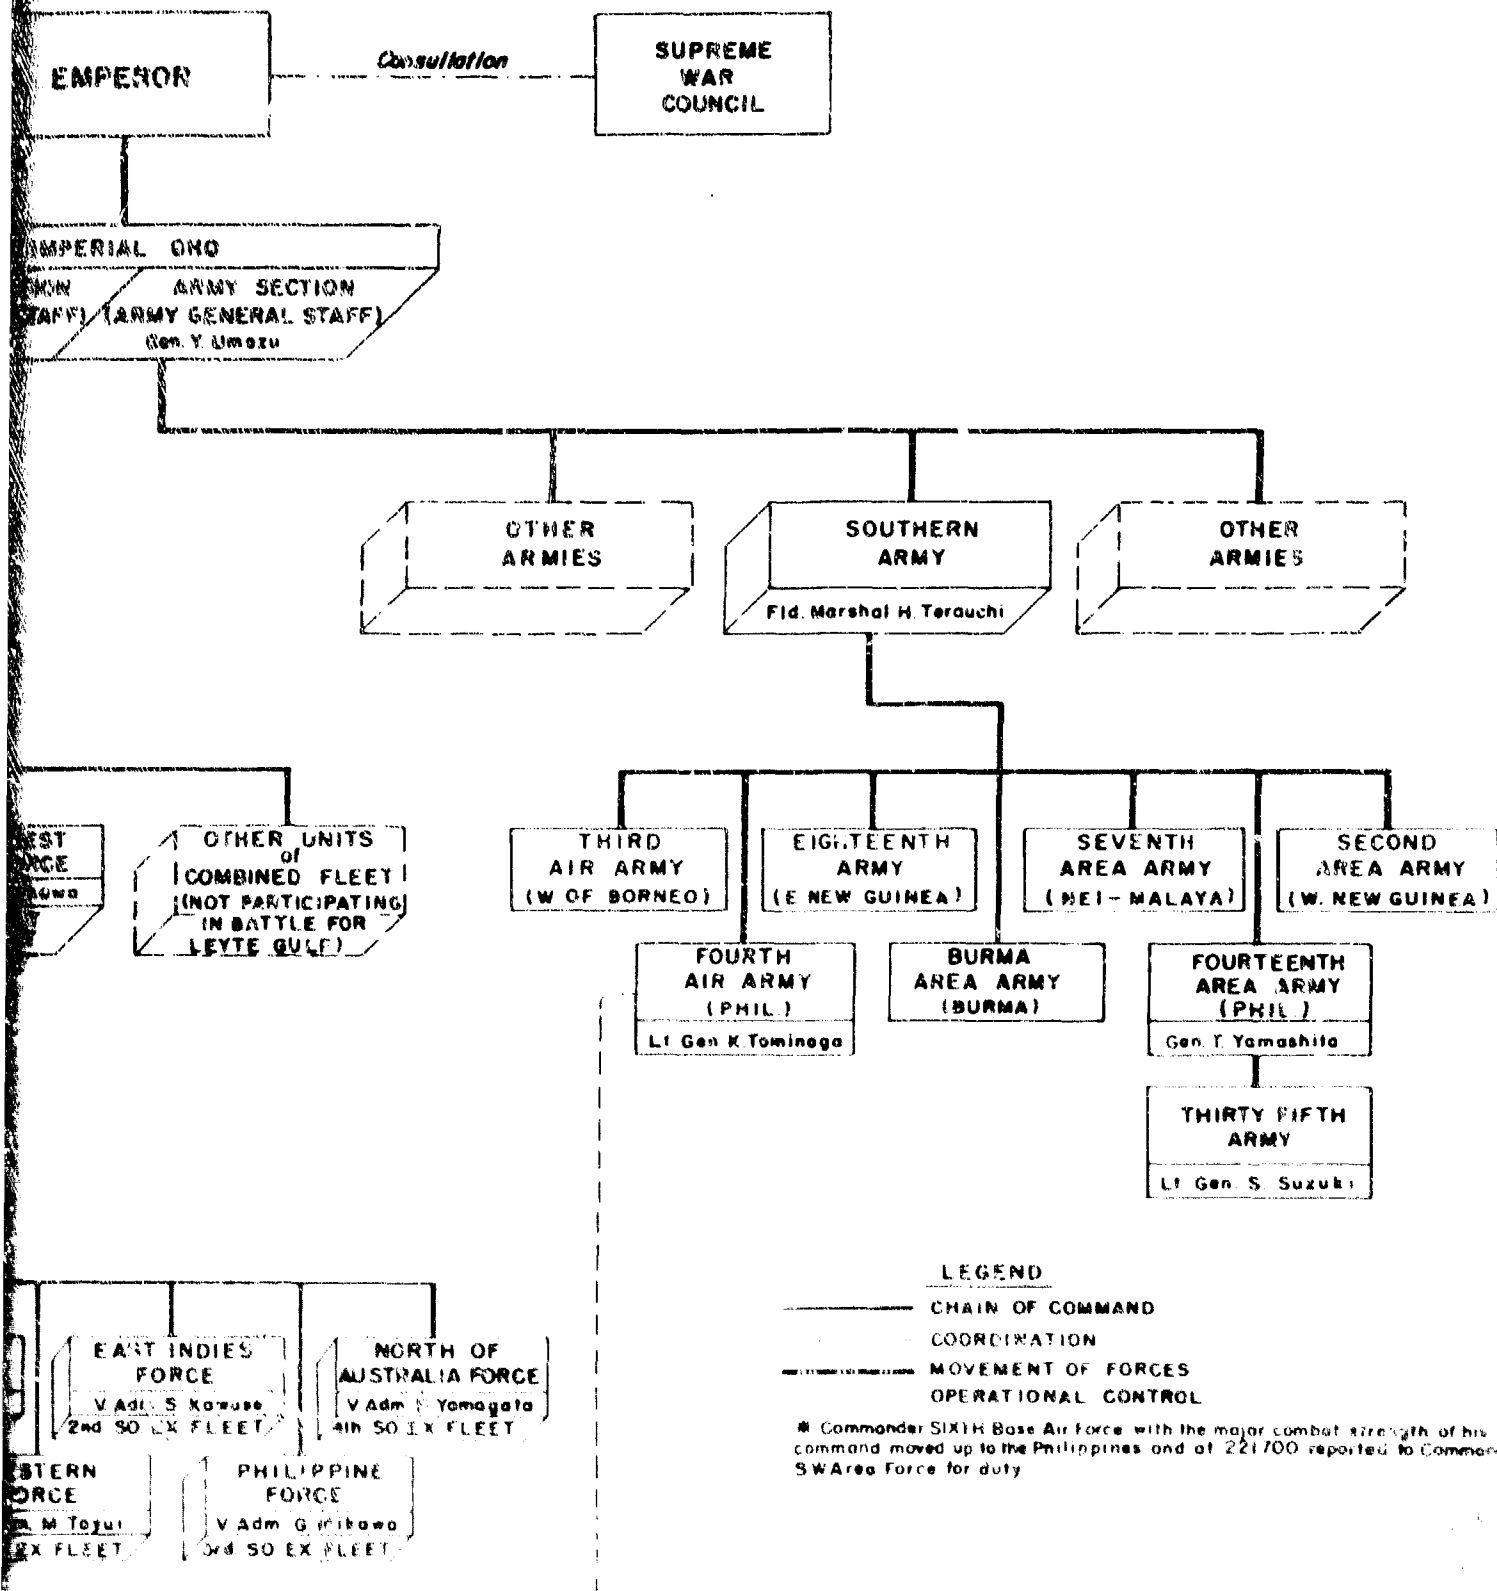 EMPEROR
Consultation
SUPREME
WAR
COUNCIL
IMPERIAL GHQ
ARMY SECTION
(ARMY GENERAL STAFF)
Gen. Y. Umezu
OTHER
ARMIES
SOUTHERN
ARMY
Fld. Marshal H. Terauchi
OTHER
ARMIES
OTHER UNITS
of
COMBINED FLEET
(NOT PARTICIPATING
IN BATTLE FOR
LEYTE GULF)
THIRD
AIR ARMY
(W OF BORNEO)
EIGHTEENTH
ARMY
(E NEW GUINEA)
SEVENTH
AREA ARMY
(NEI - MALAYA)
SECOND
AREA ARMY
(W. NEW GUINEA)
FOURTH
AIR ARMY
(PHIL.)
Lt Gen K. Tominaga
BURMA
AREA ARMY
(BURMA)
FOURTEENTH
AREA ARMY
(PHIL.)
Gen. T. Yamashita
THIRTY FIFTH
ARMY
Lt Gen. S. Suzuki
LEGEND
CHAIN OF COMMAND
COORDINATION
MOVEMENT OF FORCES
OPERATIONAL CONTROL
* Commander SIXTH Base Air Force with the major combat strength of his
command moved up to the Philippines and at 221700 reported to
SWArea Force for duty
EAST INDIES
FORCE
V Adm S
2nd SO EX FLEET
NORTH OF
AUSTRALIA FORCE
V Adm Yamagata
4th SO EX FLEET
M
EX FLEET
PHILIPPINE
FORCE
V Adm G
3rd SO EX FLEET